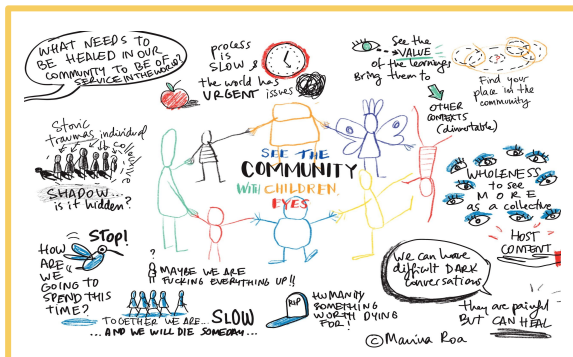 WHAT NEEDS TO
BE HEALED IN OUR
COMMUNITY TO BE OF
SERVICE IN THE WORLD?
process
is
SLOW &
the world has
URGENT issues
See the
VALUE
of the learnings
Bring them to
OTHER
CONTEXTS
Find your
place in the
community
Storic
traumas individual
collective
SHADOW...
is it hidden?
SEE THE
COMMUNITY
WITH CHILDREN
EYES
WHOLENESS
to see
MORE
as a collective
HOST
CONTENT
STOP!
HOW
ARE
WE
GOING TO
SPEND THIS
TIME?
?
MAYBE WE ARE
FUCKING EVERYTHING UP!!
TOGETHER WE ARE... SLOW
... AND WE WILL DIE SOMEDAY...
RIP
HUMANITY
SOMETHING
WORTH DYING
FOR!
We can have
difficult DARK
conversations
they are painful
BUT CAN HEAL
© Marina Roa